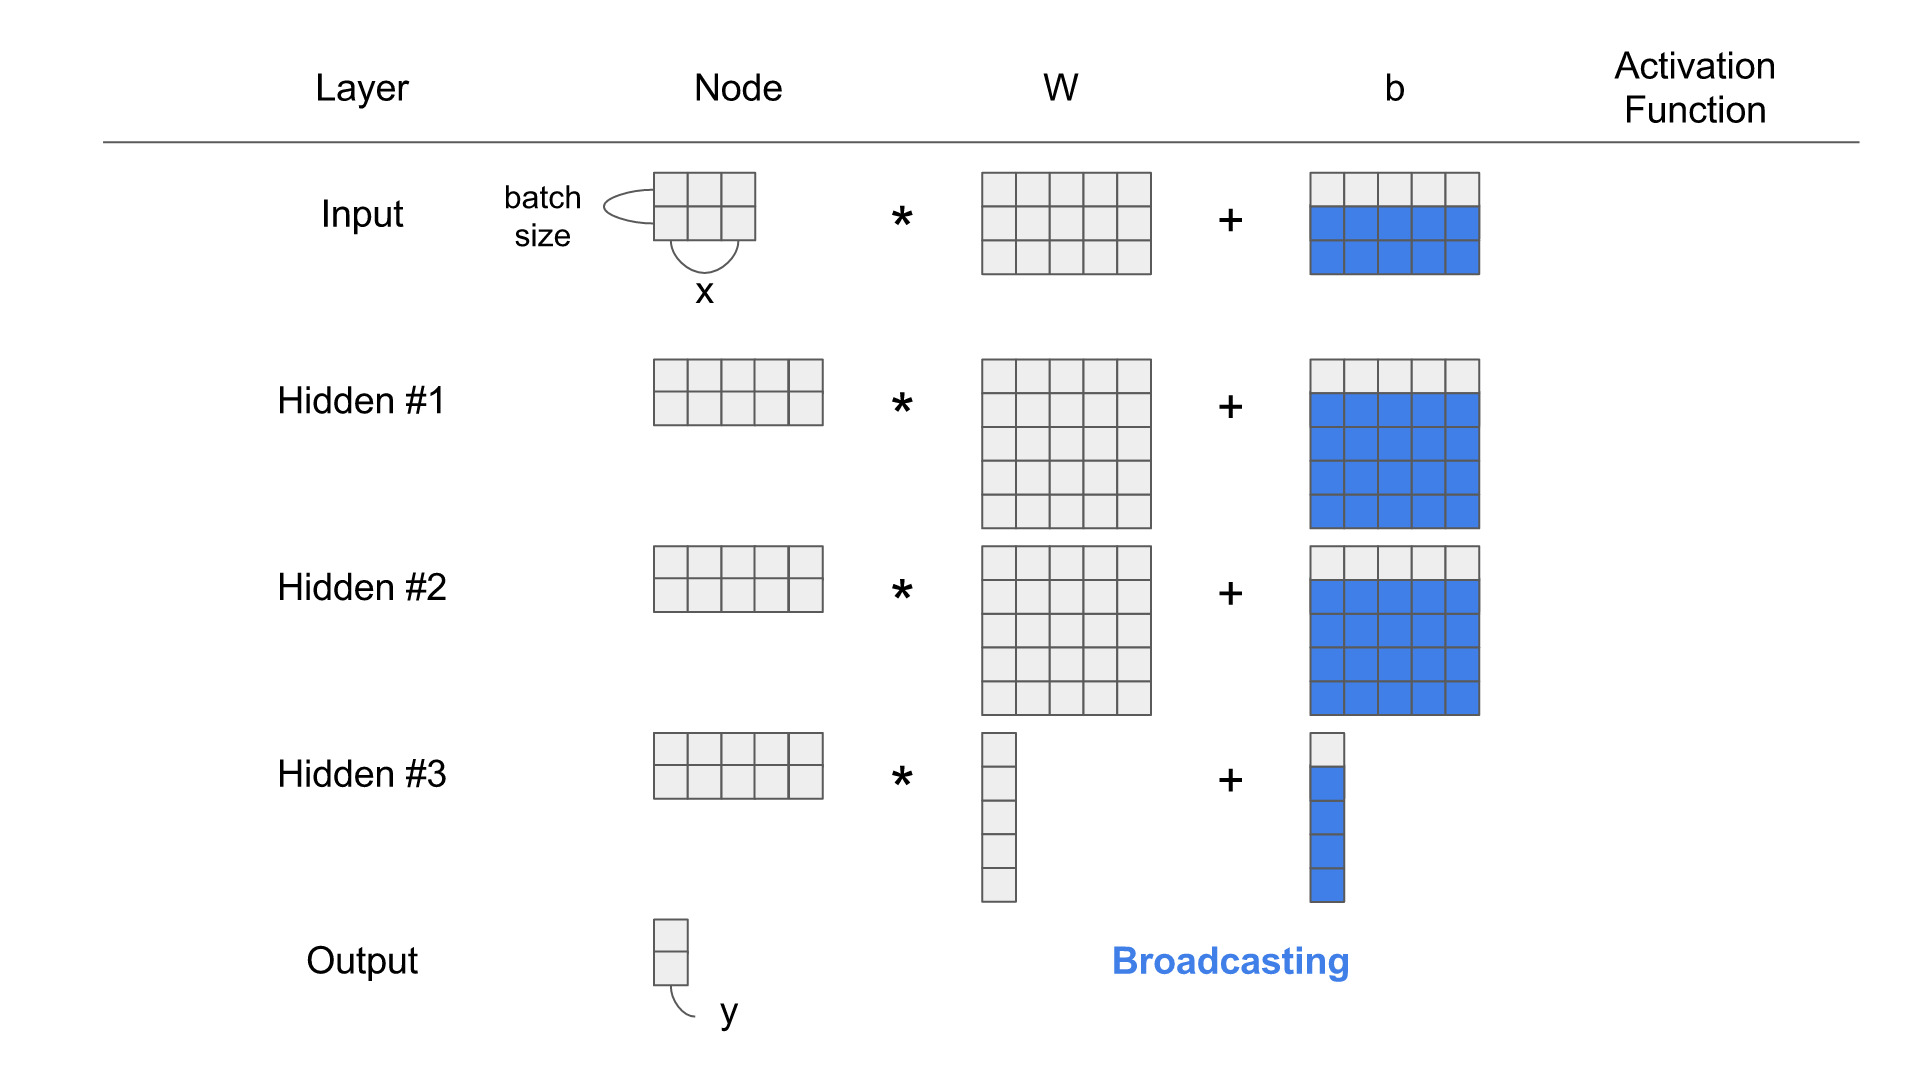 Layer
Node
W
b
Activation
Function
Input
batch
size
*
+
x
Hidden #1
*
+
Hidden #2
*
+
Hidden #3
*
+
Output
Broadcasting
y